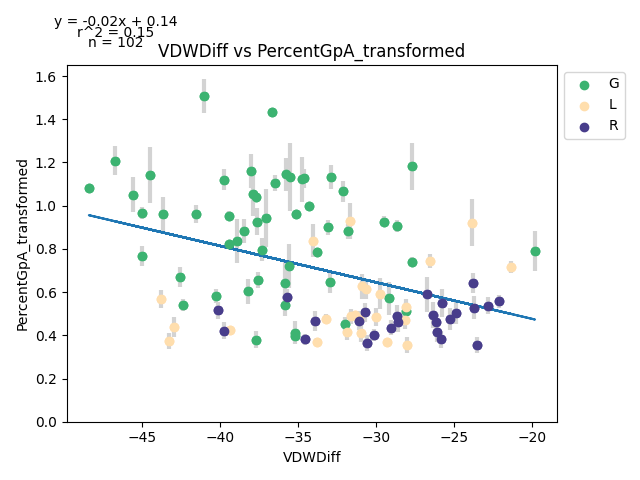 y = -0.02x + 0.14
r^2 = 0.15
n = 102
VDWDiff vs PercentGpA_transformed
G
L
R
PercentGpA_transformed
1.6
1.4
1.2
1.0
0.8
0.6
0.4
0.2
0.0
−45 −40 −35 −30 −25 −20
VDWDiff